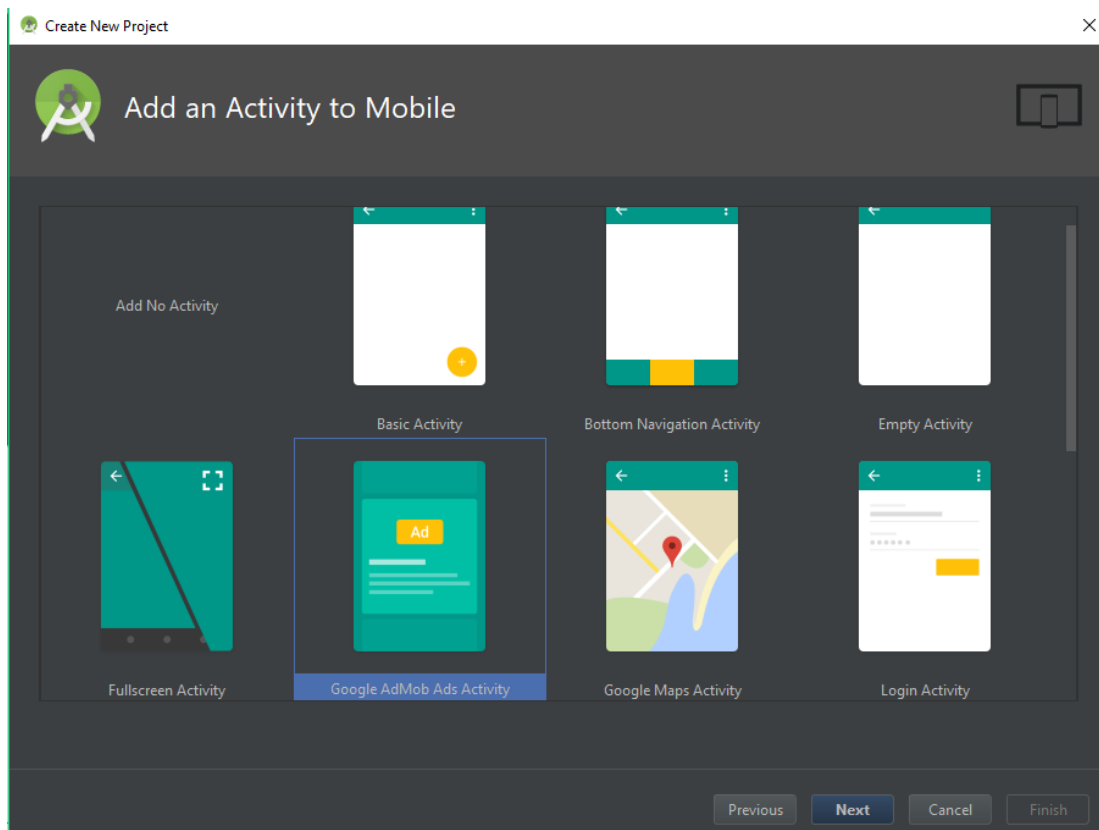 Create New Project
Add an Activity to Mobile
Add No Activity
Basic Activity
Bottom Navigation Activity
Empty Activity
Ad
Fullscreen Activity
Google AdMob Ads Activity
Google Maps Activity
Login Activity
Previous
Next
Cancel
Finish